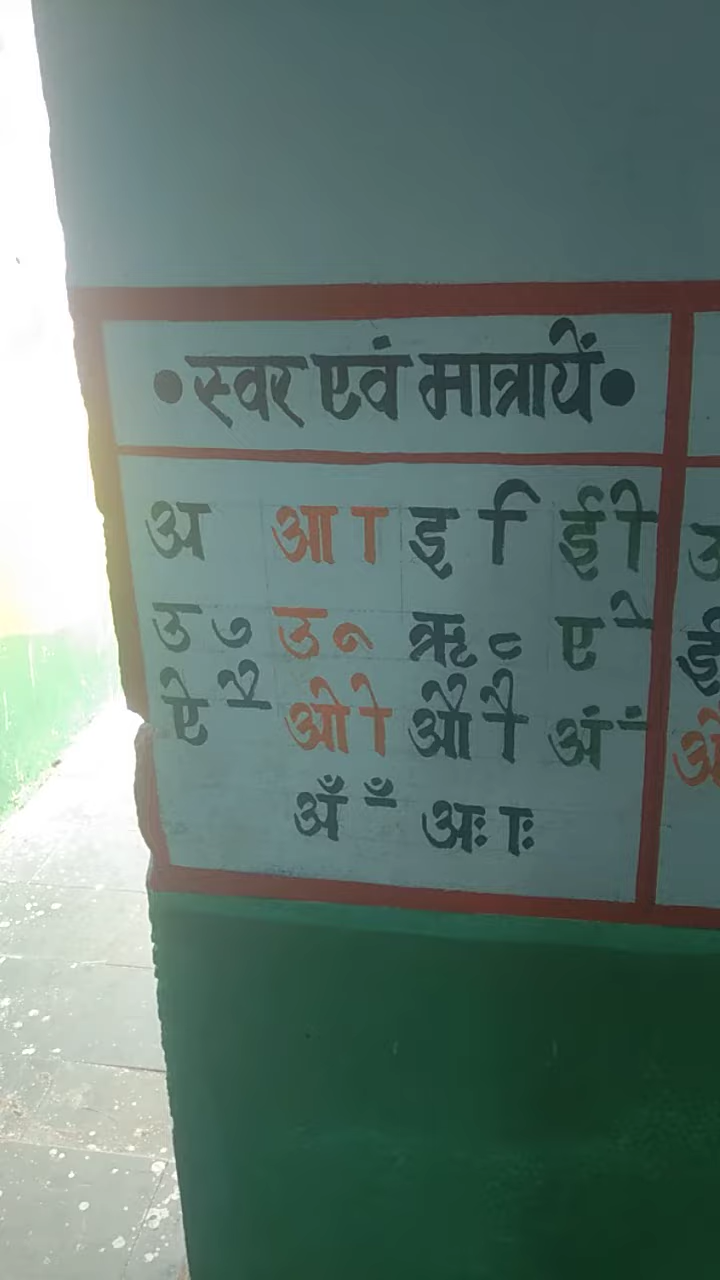 • स्वर एवं मात्रायें •
अ आ ा इ ि ई ी
उ ु उ ू ऋ ृ ए े
ऐ ै ओ ो औ ौ अं ं
अँ ँ अः ाः